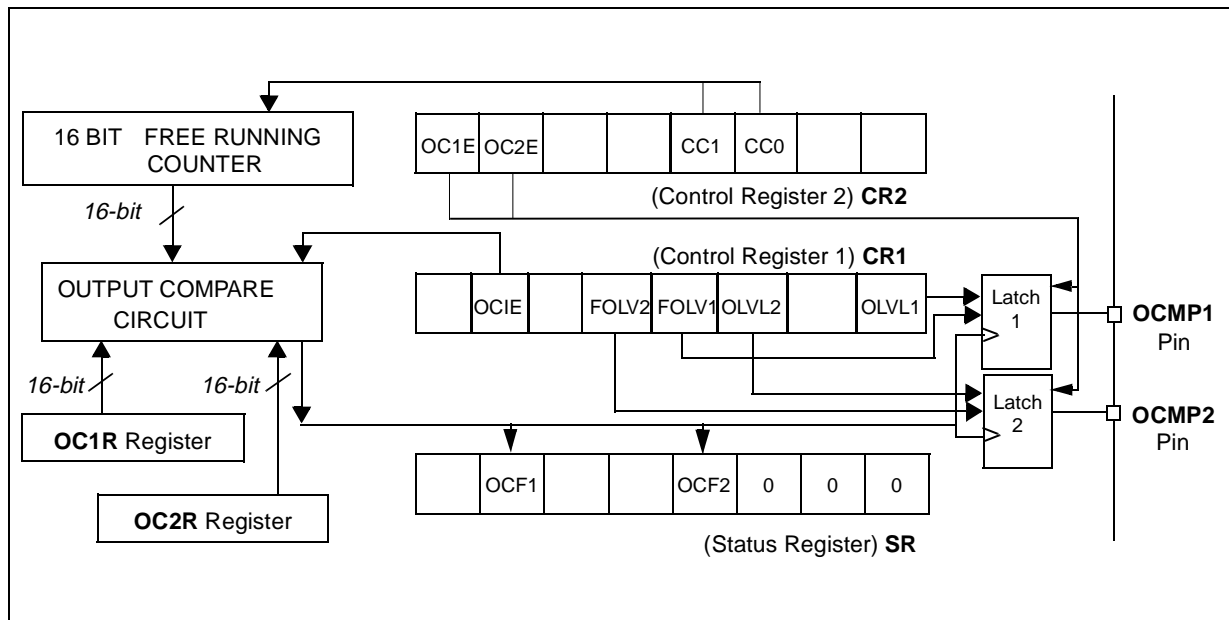 16 BIT FREE RUNNING
COUNTER
16-bit
OUTPUT COMPARE
CIRCUIT
16-bit
16-bit
OC1R Register
OC2R Register
OC1E OC2E CC1 CC0
(Control Register 2) CR2
(Control Register 1) CR1
OCIE FOLV2 FOLV1 OLVL2 OLVL1
OCF1 OCF2 0 0 0
(Status Register) SR
Latch
1
Latch
2
OCMP1
Pin
OCMP2
Pin